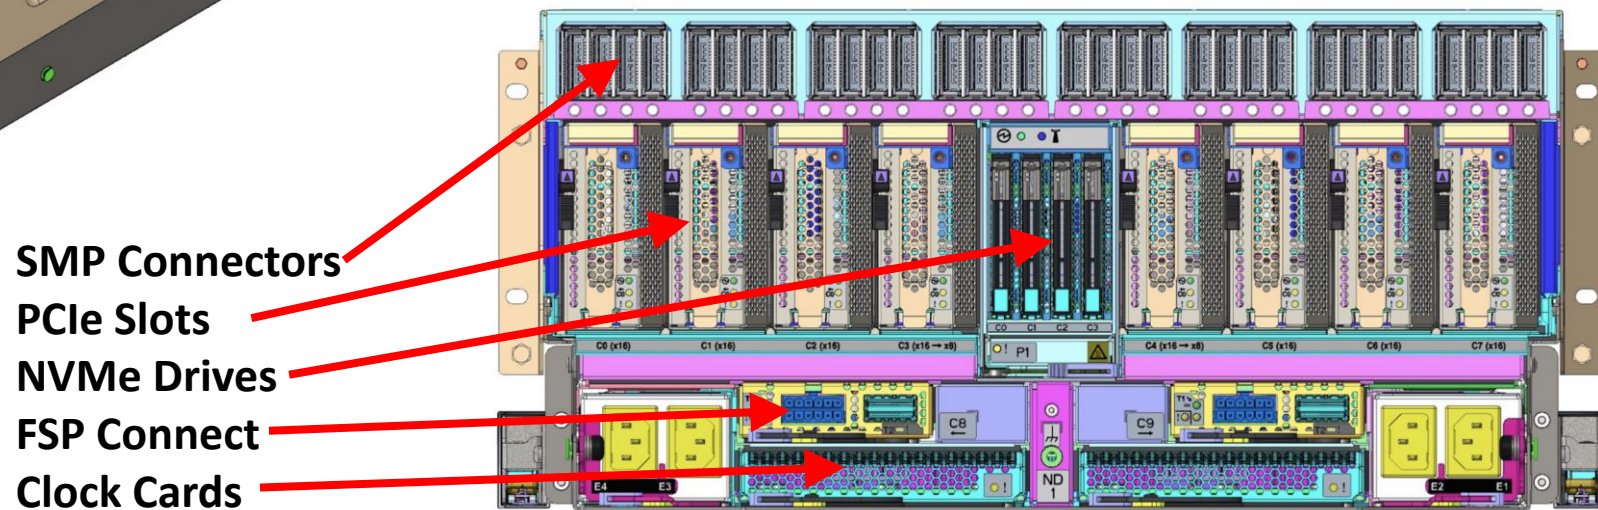 SMP Connectors
PCIe Slots
NVMe Drives
FSP Connect
Clock Cards
C0 C1 C2 C3
C0 (x16) C1 (x16) C2 (x16) C3 (x16 → x8)
P1
C4 (x16 → x8) C5 (x16) C6 (x16) C7 (x16)
C8
C9
T1
E4 E3
ND
1
E2 E1